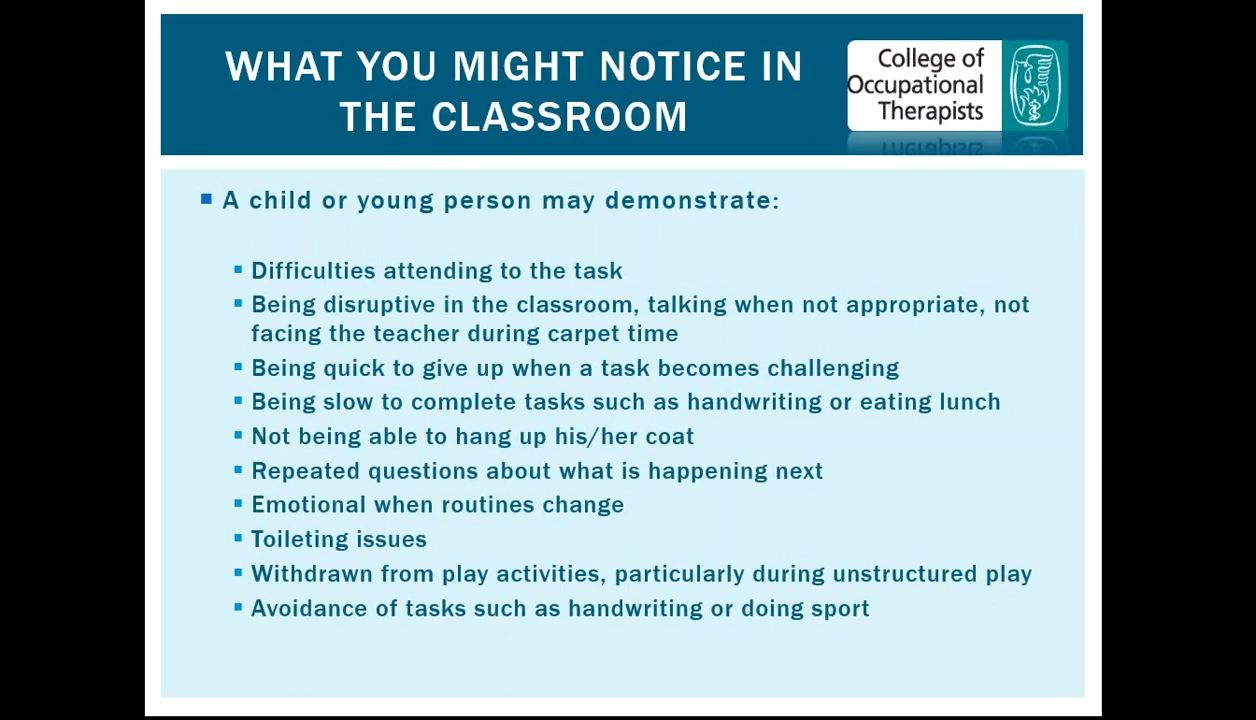 WHAT YOU MIGHT NOTICE IN
THE CLASSROOM
College of
Occupational
Therapists
A child or young person may demonstrate:
Difficulties attending to the task
Being disruptive in the classroom, talking when not appropriate, not
facing the teacher during carpet time
Being quick to give up when a task becomes challenging
Being slow to complete tasks such as handwriting or eating lunch
Not being able to hang up his/her coat
Repeated questions about what is happening next
Emotional when routines change
Toileting issues
Withdrawn from play activities, particularly during unstructured play
Avoidance of tasks such as handwriting or doing sport